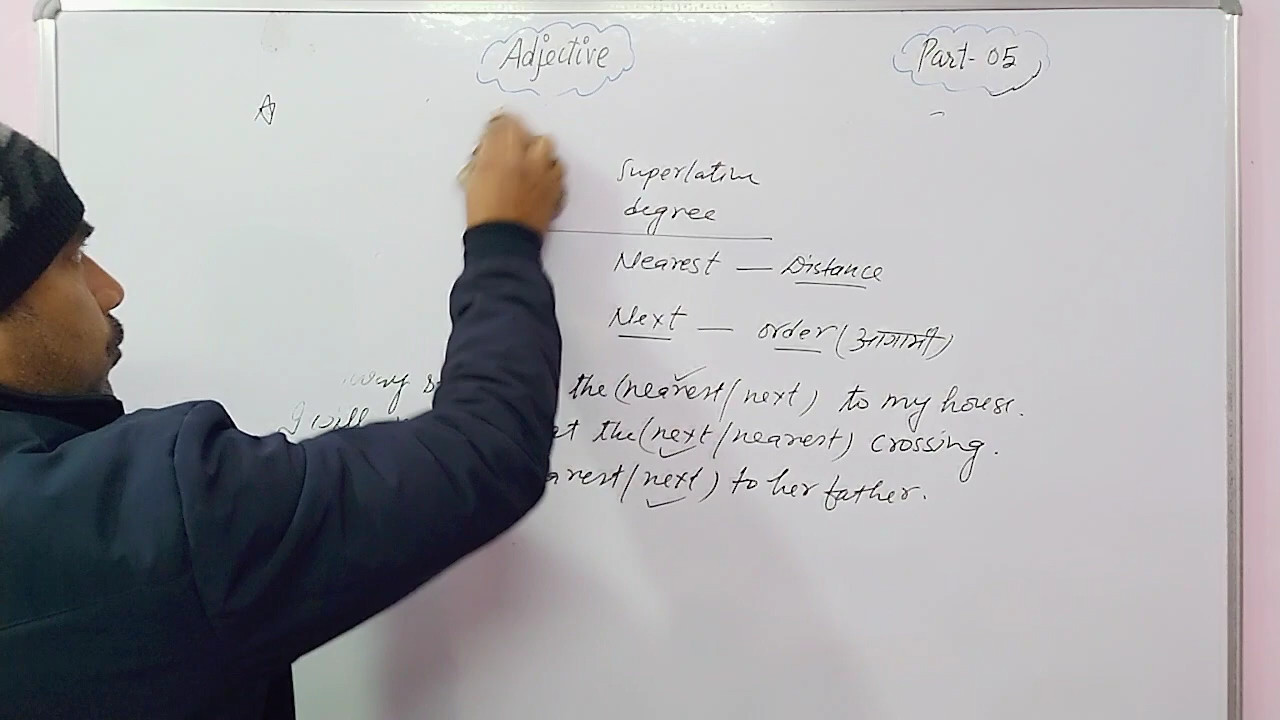 Adjective
Part-05
A
Superlative
degree
Nearest — Distance
Next — order (आगामी)
the (nearest / next) to my house.
I will at the (next / nearest) crossing.
/ next) to her father.